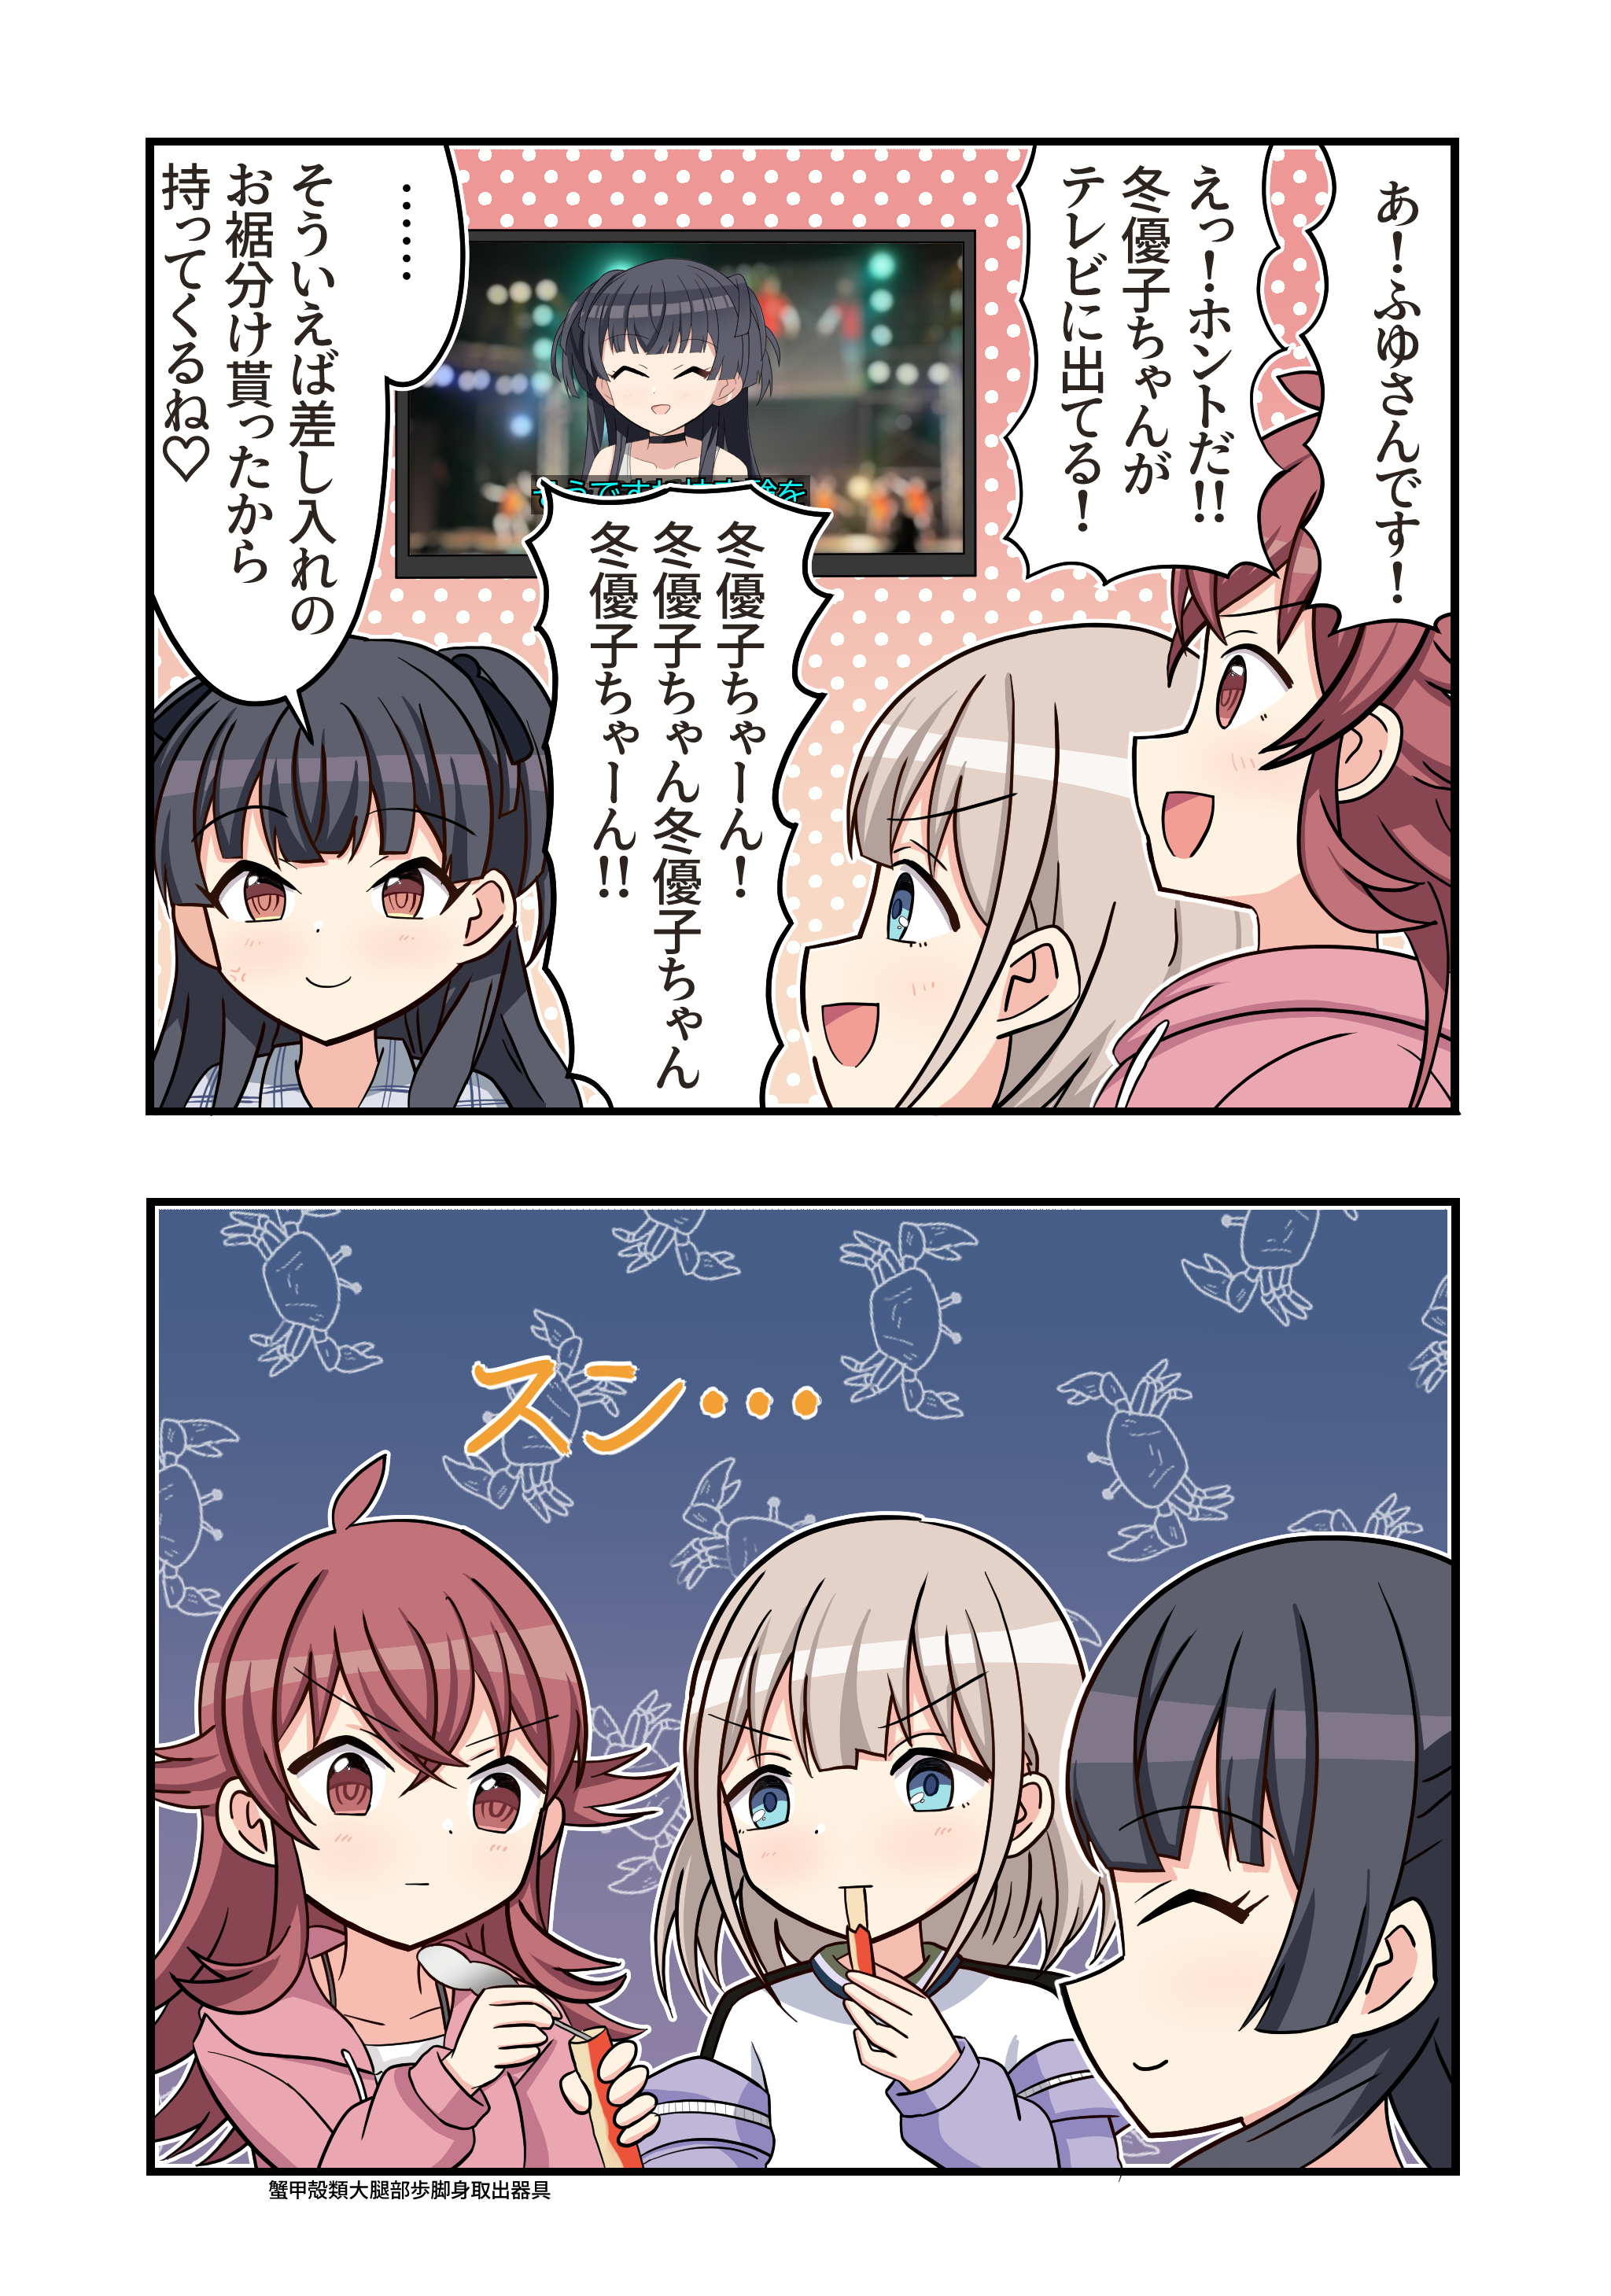 あ！ふゆさんです！
えっ！ホントだ!!
冬優子ちゃんが
テレビに出てる！
冬優子ちゃーん！
冬優子ちゃん冬優子ちゃん
冬優子ちゃーん!!
……
そういえば差し入れの
お裾分け貰ったから
持ってくるね♡
スン…
蟹甲殻類大腿部歩脚身取出器具